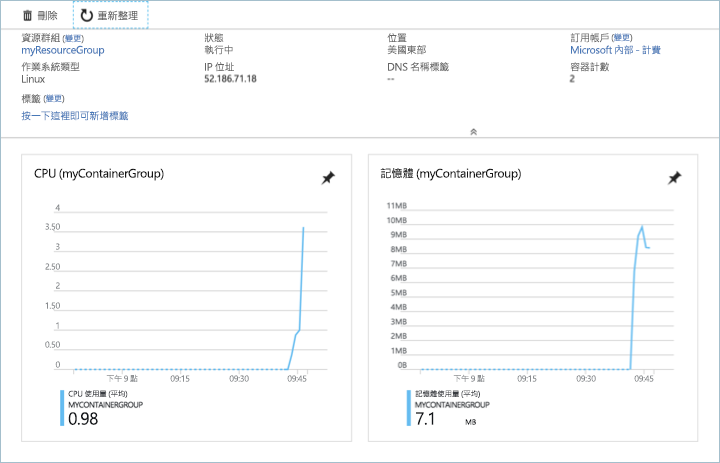 刪除 重新整理
資源群組 (變更) 狀態 位置 訂用帳戶 (變更)
myResourceGroup 執行中 美國東部 Microsoft 內部 - 計費
作業系統類型 IP 位址 DNS 名稱標籤 容器計數
Linux 52.186.71.18 -- 2
標籤 (變更)
按一下這裡即可新增標籤
CPU (myContainerGroup)
4
3.50
3
2.50
2
1.50
1
0.50
0
下午 9 點 09:15 09:30 09:45
CPU 使用量 (平均)
MYCONTAINERGROUP
0.98
記憶體 (myContainerGroup)
11MB
10MB
9MB
8MB
7MB
6MB
5MB
4MB
3MB
2MB
1MB
0B
下午 9 點 09:15 09:30 09:45
記憶體使用量 (平均)
MYCONTAINERGROUP
7.1 MB